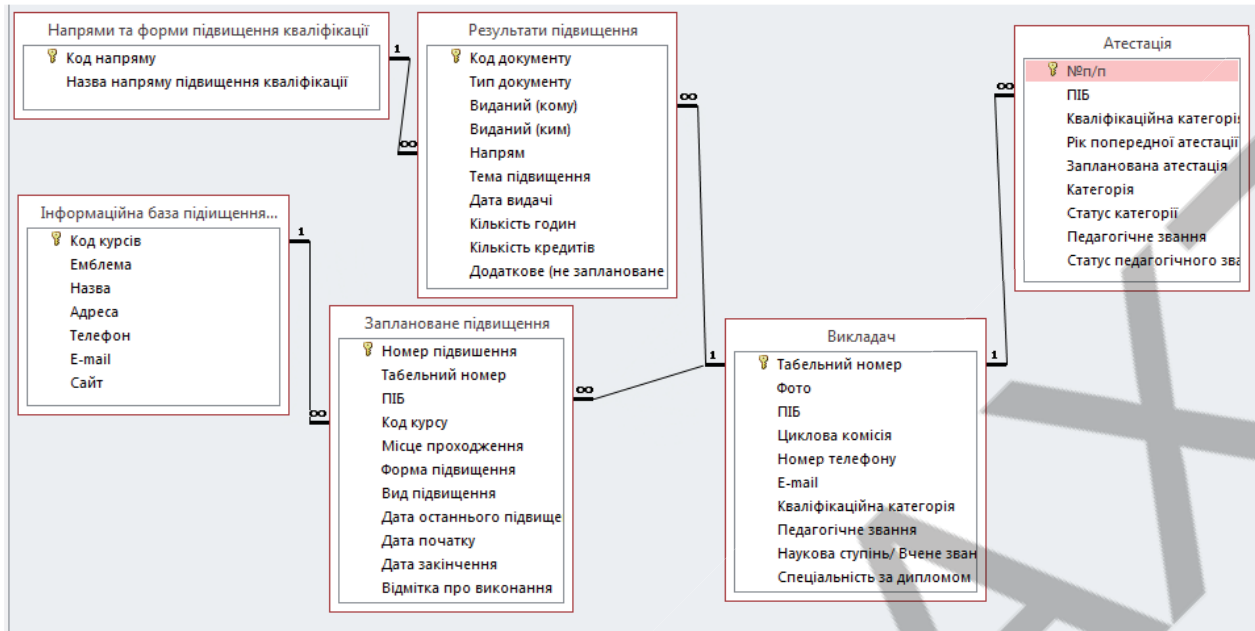 Напрями та форми підвищення кваліфікації
Код напряму
Назва напряму підвищення кваліфікації
1
∞
Результати підвищення
Код документу
Тип документу
Виданий (кому)
Виданий (ким)
Напрям
Тема підвищення
Дата видачі
Кількість годин
Кількість кредитів
Додаткове (не заплановане
∞
Атестація
№п/п
ПІБ
Кваліфікаційна категорія
Рік попередної атестації
Запланована атестація
Категорія
Статус категорії
Педагогічне звання
Статус педагогічного зва
∞
Інформаційна база підіищення...
Код курсів
Емблема
Назва
Адреса
Телефон
E-mail
Сайт
1
∞
Заплановане підвищення
Номер підвишення
Табельний номер
ПІБ
Код курсу
Місце проходження
Форма підвищення
Вид підвищення
Дата останнього підвище
Дата початку
Дата закінчення
Відмітка про виконання
∞
1
Викладач
Табельний номер
Фото
ПІБ
Циклова комісія
Номер телефону
E-mail
Кваліфікаційна категорія
Педагогічне звання
Наукова ступінь/ Вчене зван
Спеціальність за дипломом
1